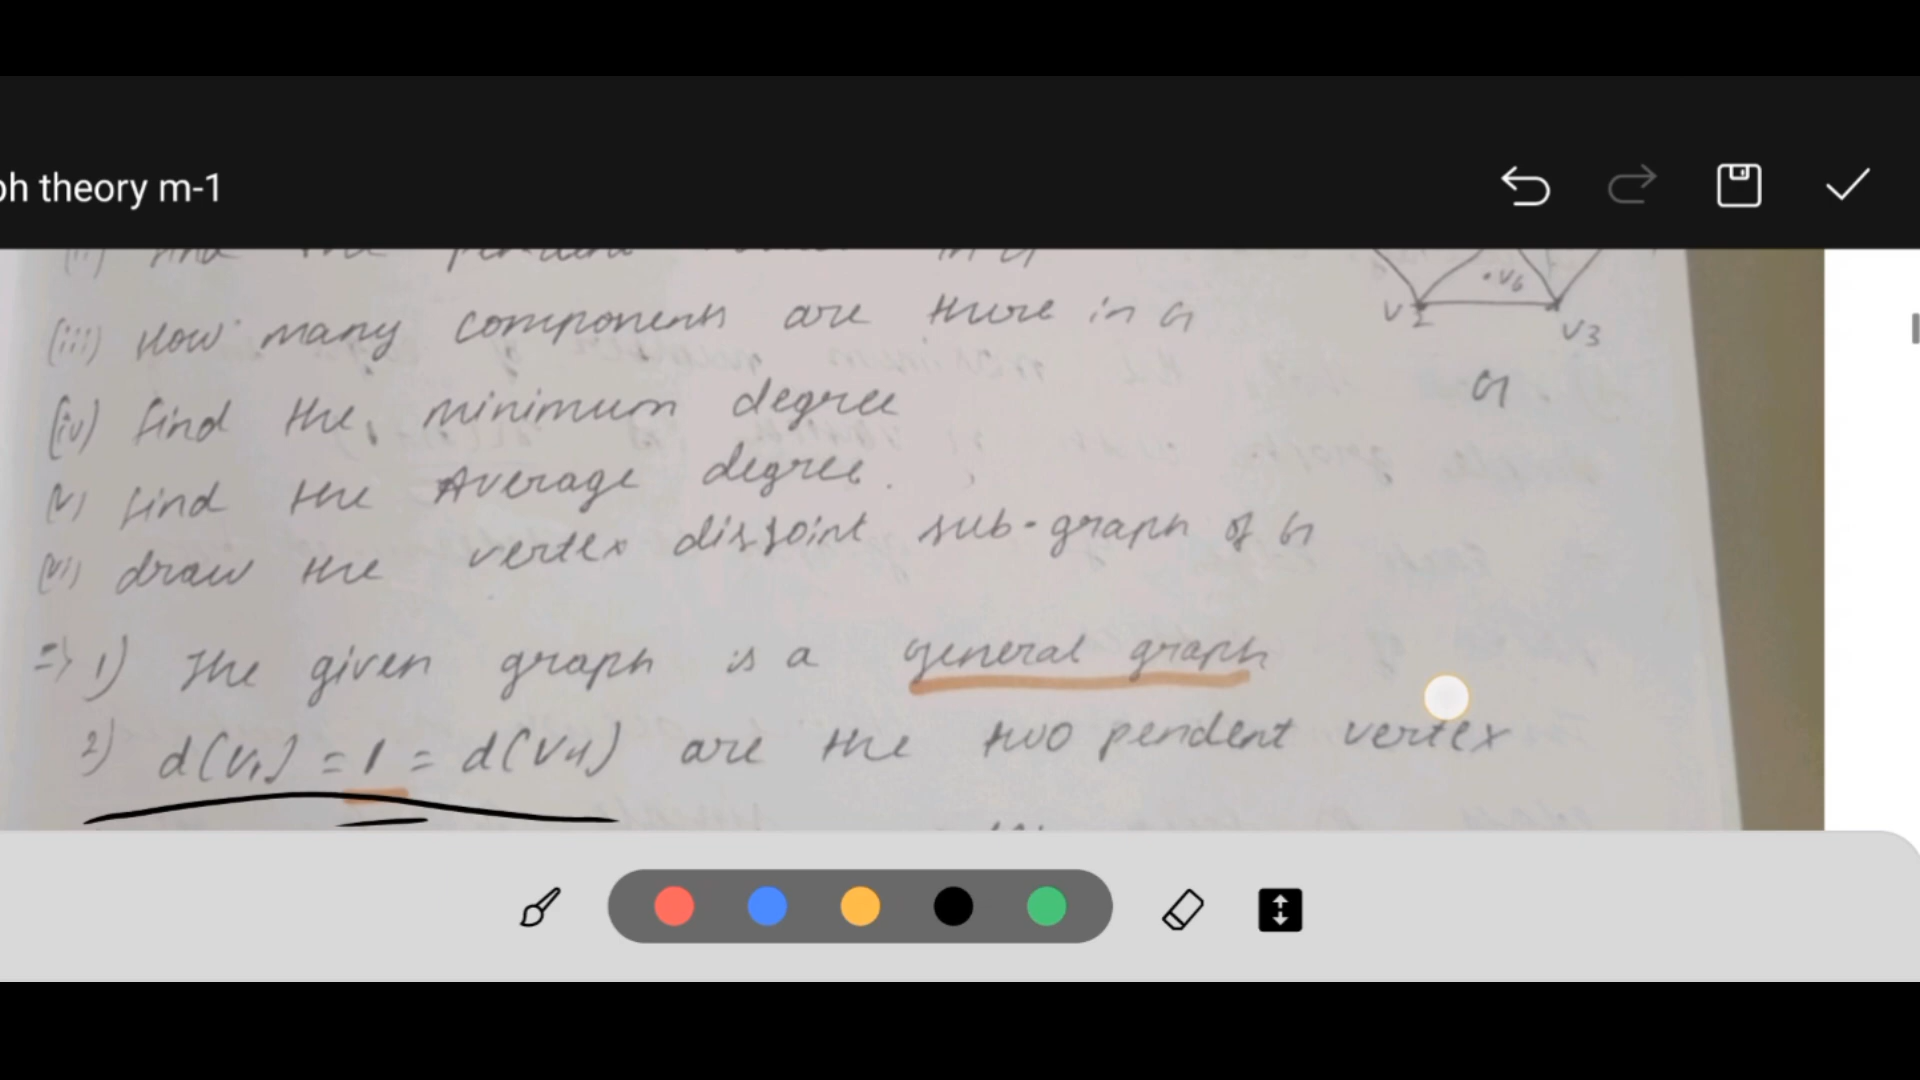 ph theory m-1
(iii) How many components are there in G
V2
V6
V3
G
(iv) find the minimum degree
(v) find the Average degree.
(vi) draw the vertex disjoint sub-graph of G
=> 1) The given graph is a general graph
2) d(V1) = 1 = d(V4) are the two pendent vertex